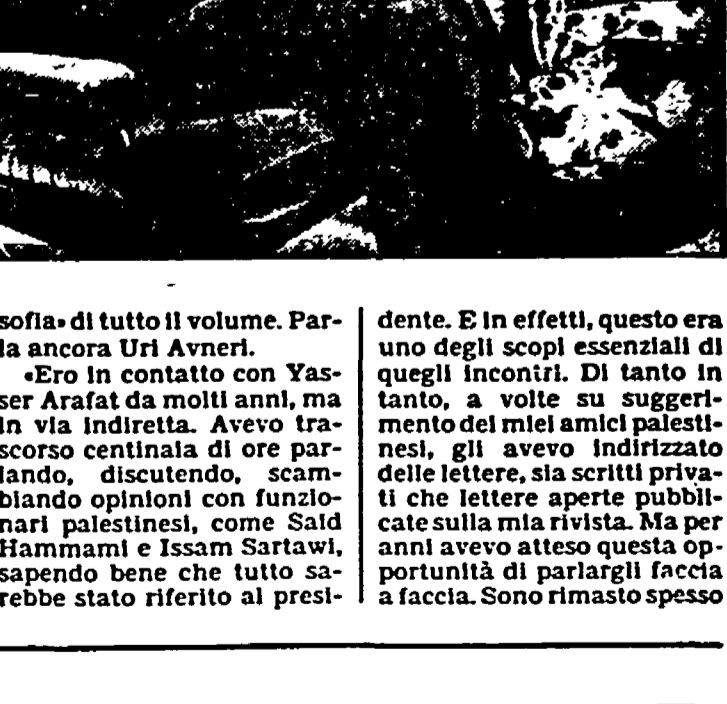 sofia» di tutto il volume. Par-
la ancora Uri Avneri.
«Ero in contatto con Yas-
ser Arafat da molti anni, ma
in via indiretta. Avevo tra-
scorso centinaia di ore par-
lando, discutendo, scam-
biando opinioni con funzio-
nari palestinesi, come Said
Hammami e Issam Sartawi,
sapendo bene che tutto sa-
rebbe stato riferito al presi-
dente. E in effetti, questo era
uno degli scopi essenziali di
quegli incontri. Di tanto in
tanto, a volte su suggeri-
mento dei miei amici palesti-
nesi, gli avevo indirizzato
delle lettere, sia scritti priva-
ti che lettere aperte pubbli-
cate sulla mia rivista. Ma per
anni avevo atteso questa op-
portunità di parlargli faccia
a faccia. Sono rimasto spesso